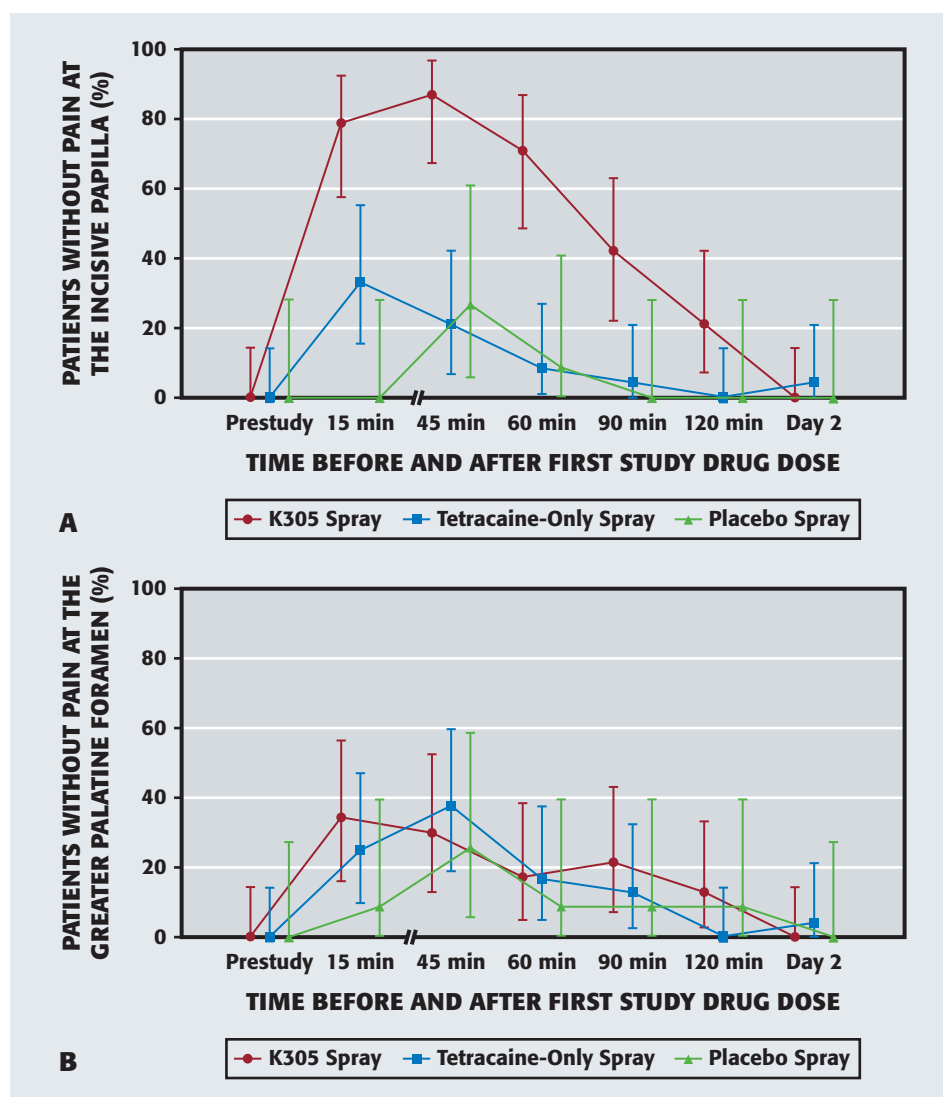 PATIENTS WITHOUT PAIN AT
THE INCISIVE PAPILLA (%)
100
80
60
40
20
0
Prestudy 15 min 45 min 60 min 90 min 120 min Day 2
TIME BEFORE AND AFTER FIRST STUDY DRUG DOSE
A
K305 Spray Tetracaine-Only Spray Placebo Spray
PATIENTS WITHOUT PAIN AT THE
GREATER PALATINE FORAMEN (%)
100
80
60
40
20
0
Prestudy 15 min 45 min 60 min 90 min 120 min Day 2
TIME BEFORE AND AFTER FIRST STUDY DRUG DOSE
B
K305 Spray Tetracaine-Only Spray Placebo Spray